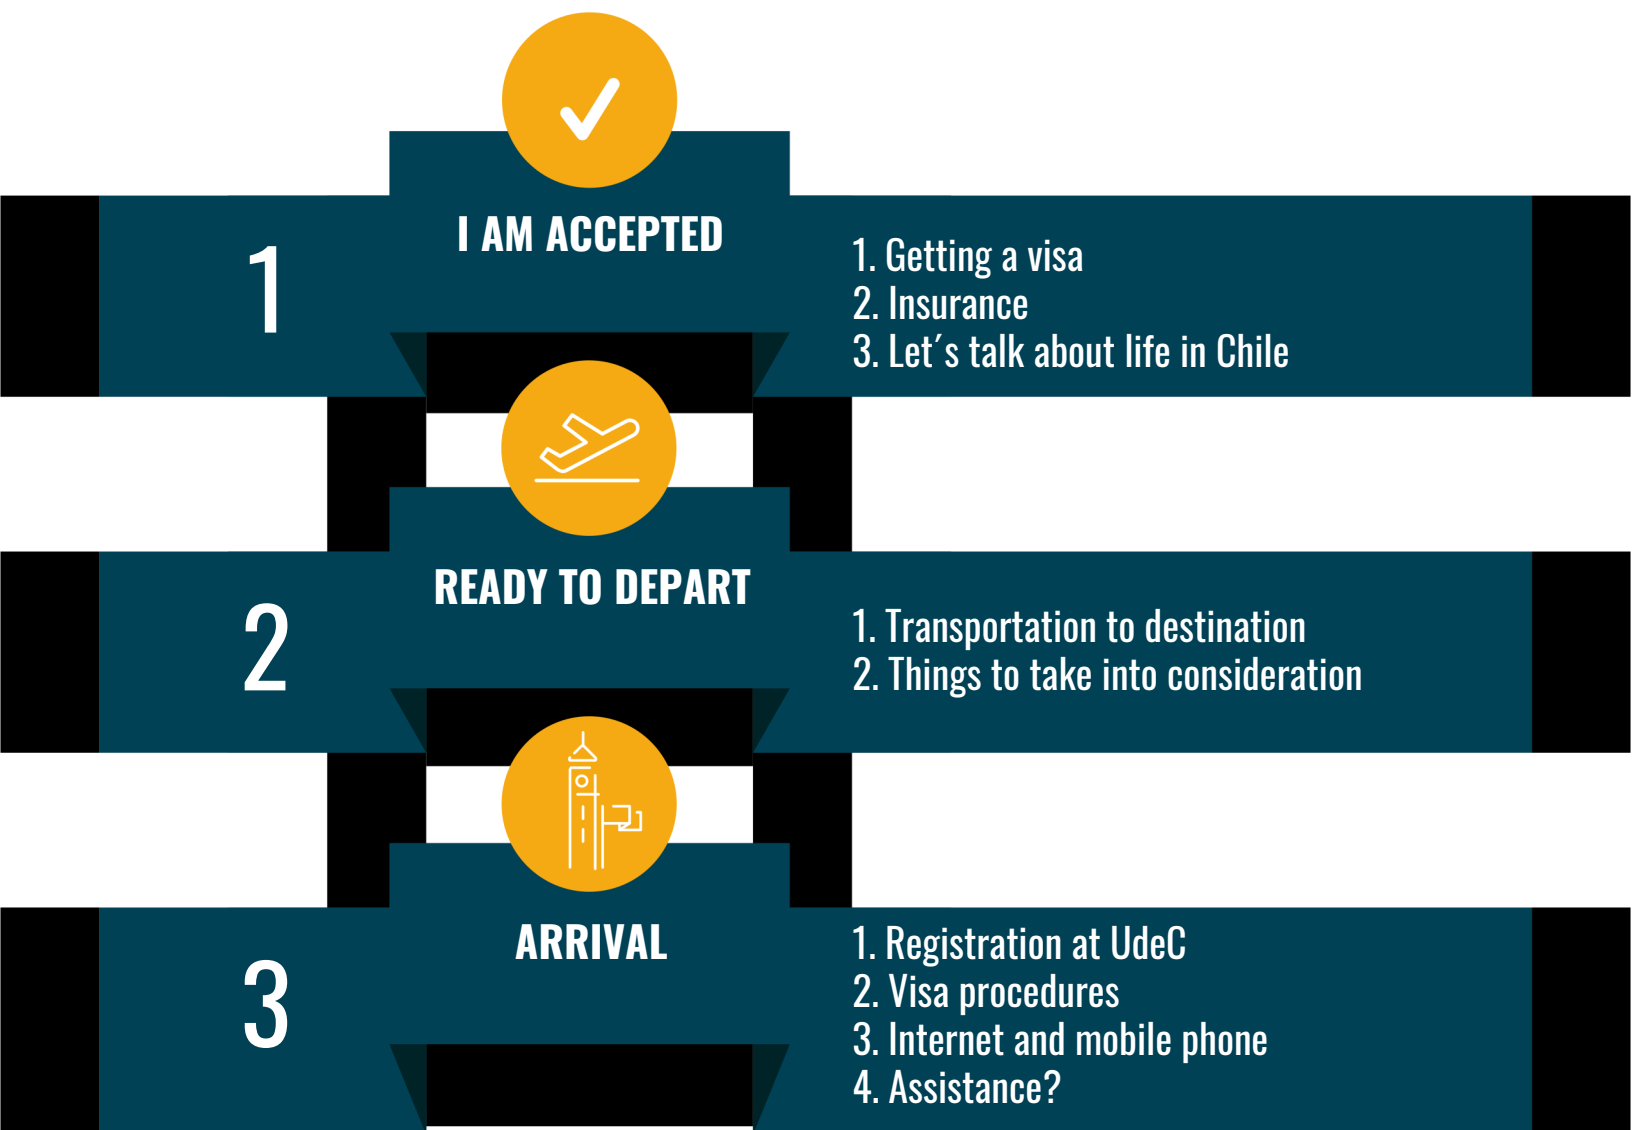 1
I AM ACCEPTED
1. Getting a visa
2. Insurance
3. Let´s talk about life in Chile
2
READY TO DEPART
1. Transportation to destination
2. Things to take into consideration
3
ARRIVAL
1. Registration at UdeC
2. Visa procedures
3. Internet and mobile phone
4. Assistance?